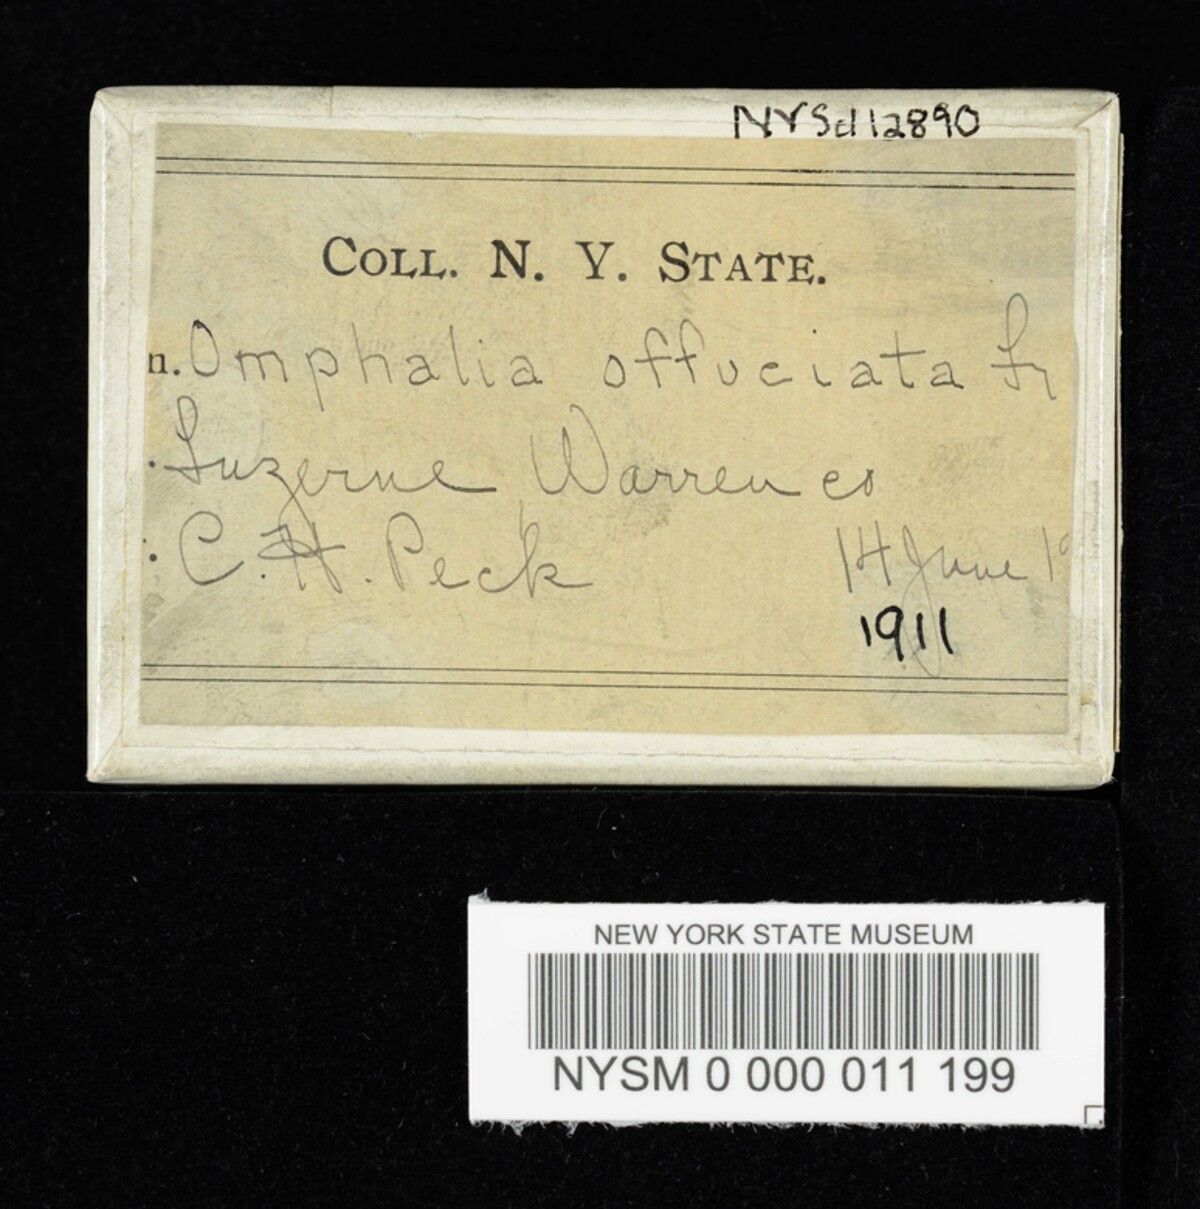 NYSd12890
COLL. N. Y. STATE.
n. Omphalia offuciata Fr
. Luzerne Warren co
. C. H. Peck 14 June 19
1911
NEW YORK STATE MUSEUM
NYSM 0 000 011 199